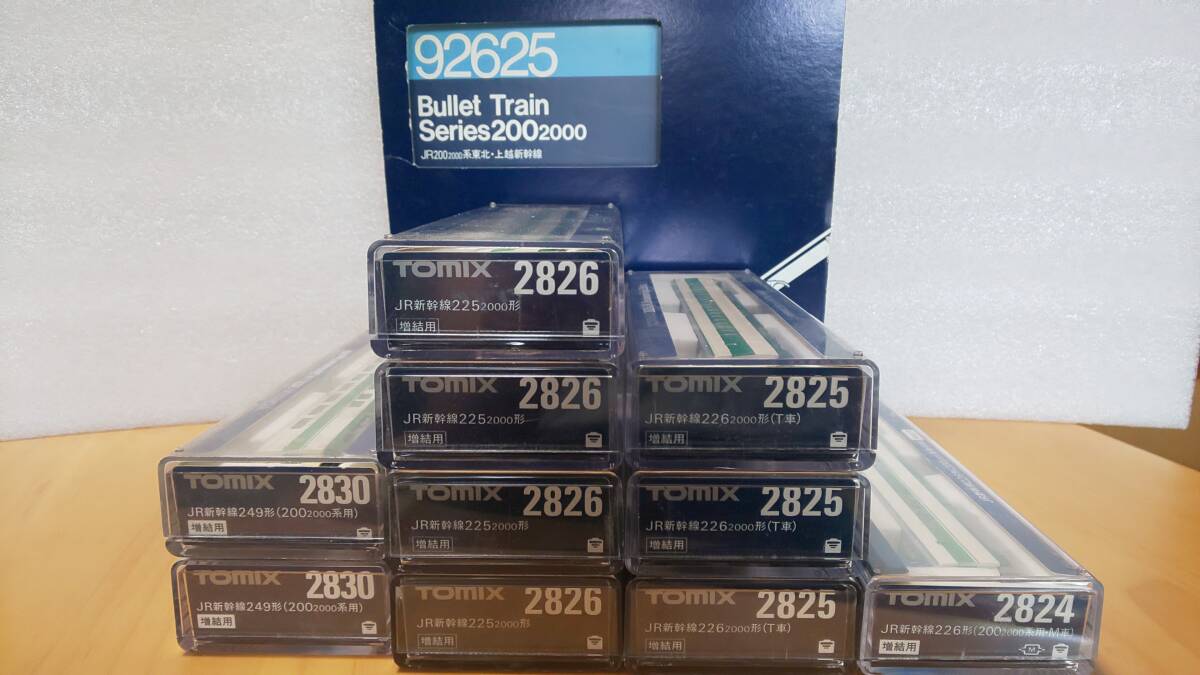 92625
Bullet Train
Series200 2000
JR200 2000系東北・上越新幹線
TOMIX 2826
JR新幹線225 2000形
増結用
TOMIX 2826
JR新幹線225 2000形
増結用
TOMIX 2825
JR新幹線226 2000形(T車)
増結用
TOMIX 2830
JR新幹線249形(200 2000系用)
増結用
TOMIX 2826
JR新幹線225 2000形
増結用
TOMIX 2825
JR新幹線226 2000形(T車)
増結用
TOMIX 2830
JR新幹線249形(200 2000系用)
増結用
TOMIX 2826
JR新幹線225 2000形
増結用
TOMIX 2825
JR新幹線226 2000形(T車)
増結用
TOMIX 2824
JR新幹線226形(200 2000系用・M車)
増結用
M